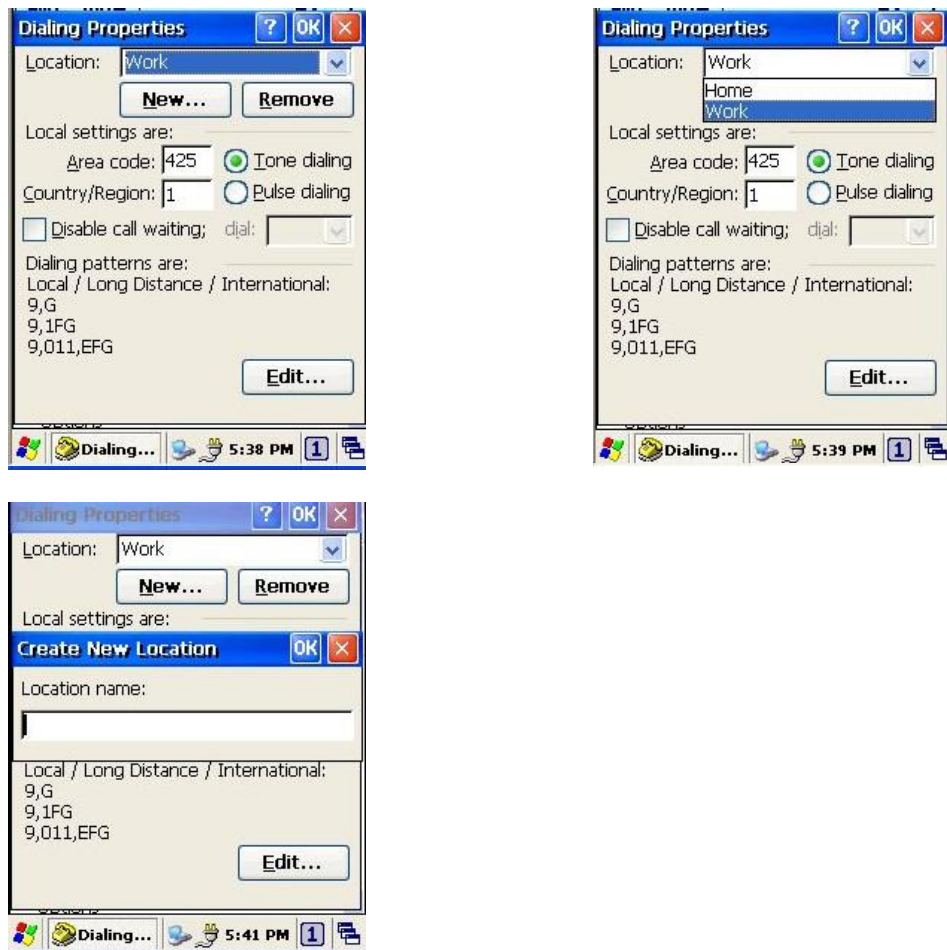 Dialing Properties ? OK
Location: Work
New... Remove
Local settings are:
Area code: 425 Tone dialing
Country/Region: 1 Pulse dialing
Disable call waiting; dial:
Dialing patterns are:
Local / Long Distance / International:
9,G
9,1FG
9,011,EFG
Edit...
Dialing... 5:38 PM 1
Dialing Properties ? OK
Location: Work
Home
Work
Local settings are:
Area code: 425 Tone dialing
Country/Region: 1 Pulse dialing
Disable call waiting; dial:
Dialing patterns are:
Local / Long Distance / International:
9,G
9,1FG
9,011,EFG
Edit...
Dialing... 5:39 PM 1
Dialing Properties ? OK
Location: Work
New... Remove
Local settings are:
Create New Location OK
Location name:
Local / Long Distance / International:
9,G
9,1FG
9,011,EFG
Edit...
Dialing... 5:41 PM 1